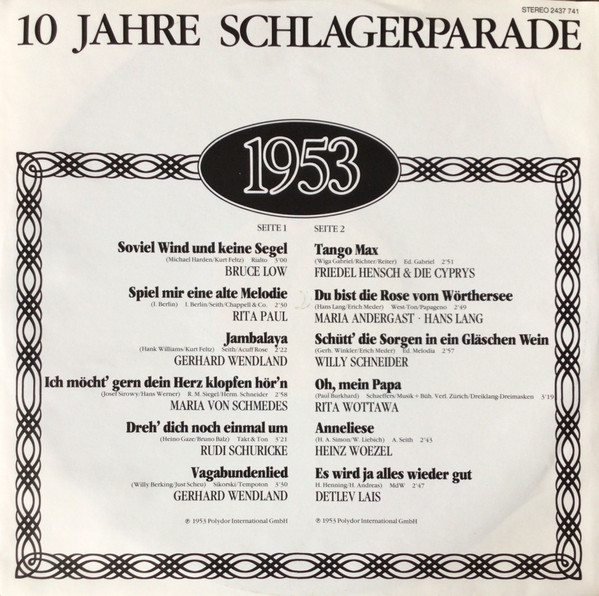 STEREO 2437 741
10 JAHRE SCHLAGERPARADE
1953
SEITE 1
Soviel Wind und keine Segel
(Michael Harden/Kurt Feltz) Rialto 3'00
BRUCE LOW
Spiel mir eine alte Melodie
(I. Berlin) I. Berlin/Seith/Chappell & Co. 2'30
RITA PAUL
Jambalaya
(Hank Williams/Kurt Feltz) Seith/Acuff Rose 2'22
GERHARD WENDLAND
Ich möcht' gern dein Herz klopfen hör'n
(Josef Sirowy/Hans Werner) R. M. Siegel/Herm. Schneider 2'58
MARIA VON SCHMEDES
Dreh' dich noch einmal um
(Heino Gaze/Bruno Balz) Takt & Ton 3'21
RUDI SCHURICKE
Vagabundenlied
(Willy Berking/Just Scheu) Sikorski/Tempoton 3'30
GERHARD WENDLAND
℗ 1953 Polydor International GmbH
SEITE 2
Tango Max
(Wiga Gabriel/Richter/Reiter) Ed. Gabriel 2'51
FRIEDEL HENSCH & DIE CYPRYS
Du bist die Rose vom Wörthersee
(Hans Lang/Erich Meder) West-Ton/Papageno 2'49
MARIA ANDERGAST · HANS LANG
Schütt' die Sorgen in ein Gläschen Wein
(Gerh. Winkler/Erich Meder) Ed. Melodia 2'57
WILLY SCHNEIDER
Oh, mein Papa
(Paul Burkhard) Schaeffers/Musik + Büh. Verl. Zürich/Dreiklang-Dreimasken 3'19
RITA WOTTAWA
Anneliese
(H. A. Simon/W. Liebich) A. Seith 2'43
HEINZ WOEZEL
Es wird ja alles wieder gut
(H. Henning/H. Andreas) MdW 2'47
DETLEV LAIS
℗ 1953 Polydor International GmbH